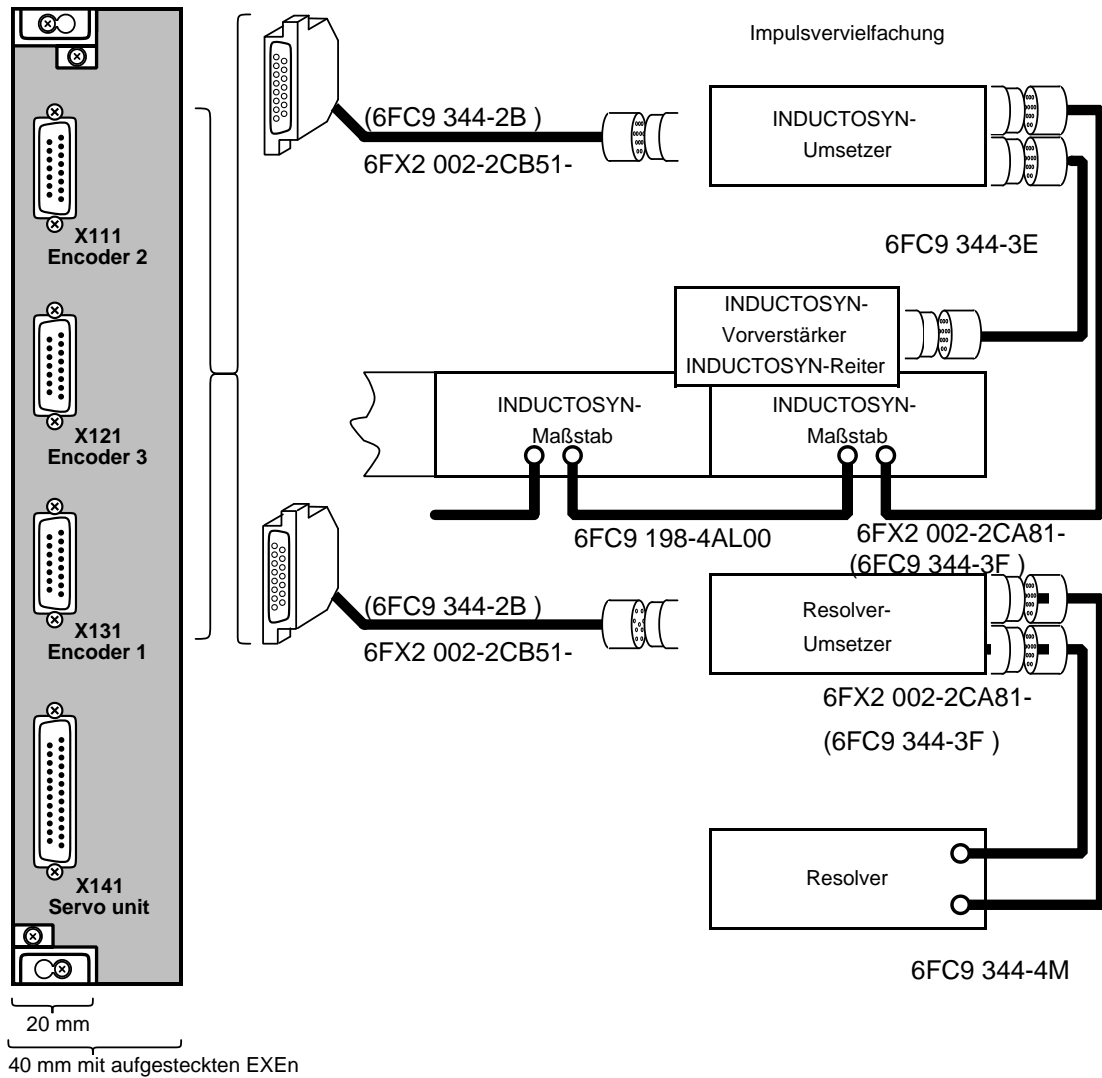 Impulsvervielfachung
(6FC9 344-2B )
6FX2 002-2CB51-
INDUCTOSYN-
Umsetzer
X111
Encoder 2
6FC9 344-3E
INDUCTOSYN-
Vorverstärker
INDUCTOSYN-Reiter
INDUCTOSYN-
Maßstab
INDUCTOSYN-
Maßstab
X121
Encoder 3
6FC9 198-4AL00
6FX2 002-2CA81-
(6FC9 344-3F )
(6FC9 344-2B )
6FX2 002-2CB51-
Resolver-
Umsetzer
X131
Encoder 1
6FX2 002-2CA81-
(6FC9 344-3F )
Resolver
X141
Servo unit
6FC9 344-4M
20 mm
40 mm mit aufgesteckten EXEn